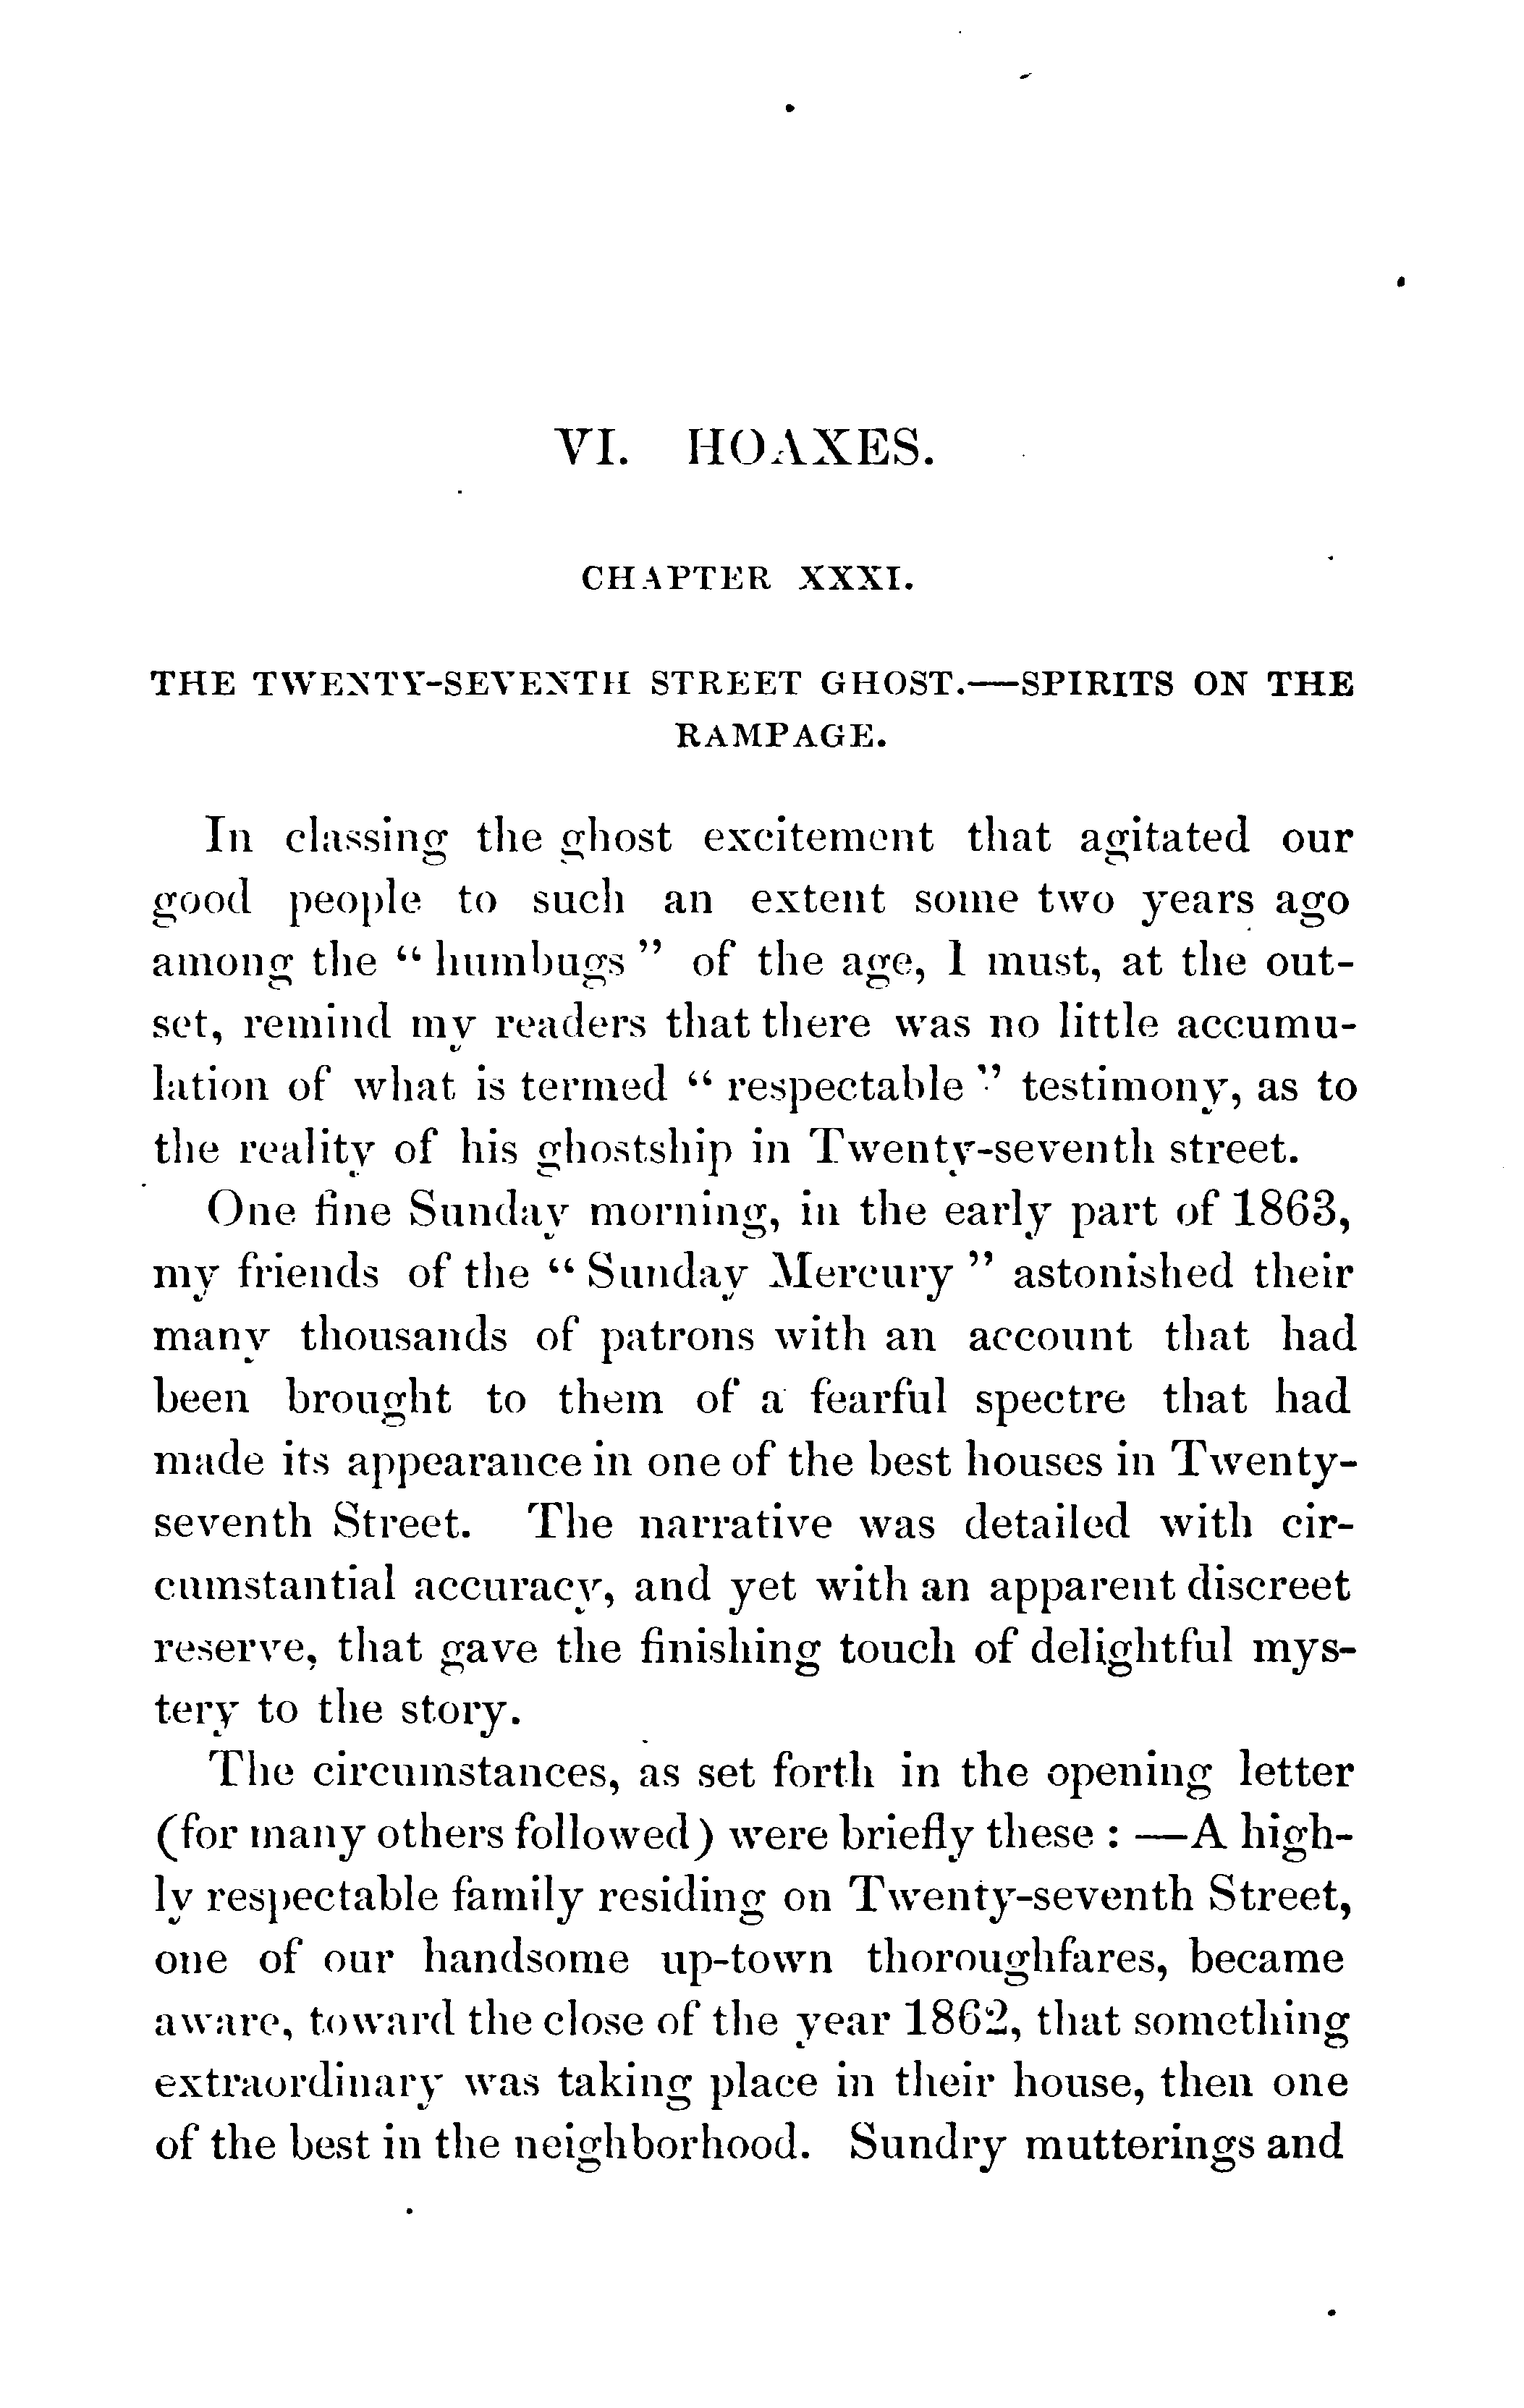 VI. HOAXES.
CHAPTER XXXI.
THE TWENTY-SEVENTH STREET GHOST.—SPIRITS ON THE
RAMPAGE.
In classing the ghost excitement that agitated our
good people to such an extent some two years ago
among the “ humbugs ” of the age, I must, at the out-
set, remind my readers that there was no little accumu-
lation of what is termed “ respectable ” testimony, as to
the reality of his ghostship in Twenty-seventh street.
One fine Sunday morning, in the early part of 1863,
my friends of the “ Sunday Mercury ” astonished their
many thousands of patrons with an account that had
been brought to them of a fearful spectre that had
made its appearance in one of the best houses in Twenty-
seventh Street. The narrative was detailed with cir-
cumstantial accuracy, and yet with an apparent discreet
reserve, that gave the finishing touch of delightful mys-
tery to the story.
The circumstances, as set forth in the opening letter
(for many others followed) were briefly these : —A high-
ly respectable family residing on Twenty-seventh Street,
one of our handsome up-town thoroughfares, became
aware, toward the close of the year 1862, that something
extraordinary was taking place in their house, then one
of the best in the neighborhood. Sundry mutterings and